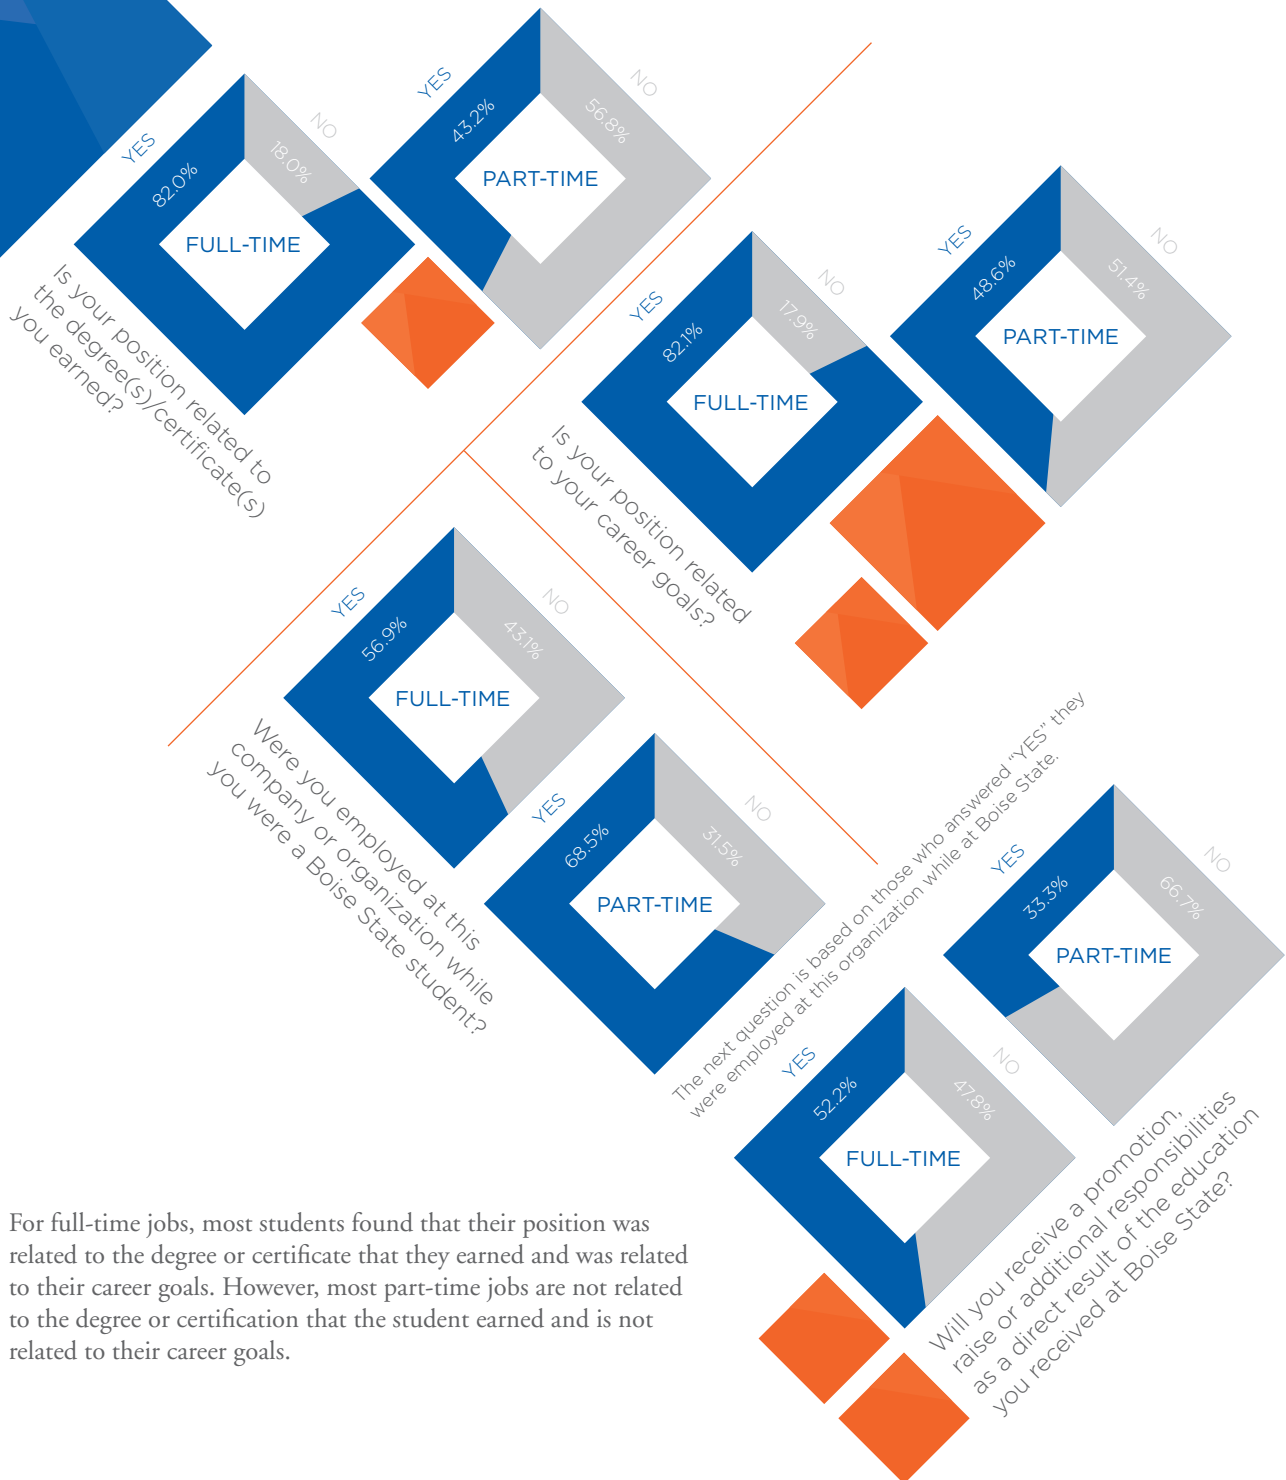 YES
NO
82.0%
18.0%
FULL-TIME
YES
NO
43.2%
56.8%
PART-TIME
Is your position related to
the degree(s)/certificate(s)
you earned?
YES
NO
82.1%
17.9%
FULL-TIME
YES
NO
48.6%
51.4%
PART-TIME
Is your position related
to your career goals?
YES
NO
56.9%
43.1%
FULL-TIME
YES
NO
68.5%
31.5%
PART-TIME
Were you employed at this
company or organization while
you were a Boise State student?
The next question is based on those who answered “YES” they
were employed at this organization while at Boise State.
YES
NO
33.3%
66.7%
PART-TIME
YES
NO
52.2%
47.8%
FULL-TIME
Will you receive a promotion,
raise or additional responsibilities
as a direct result of the education
you received at Boise State?
For full-time jobs, most students found that their position was
related to the degree or certificate that they earned and was related
to their career goals. However, most part-time jobs are not related
to the degree or certification that the student earned and is not
related to their career goals.